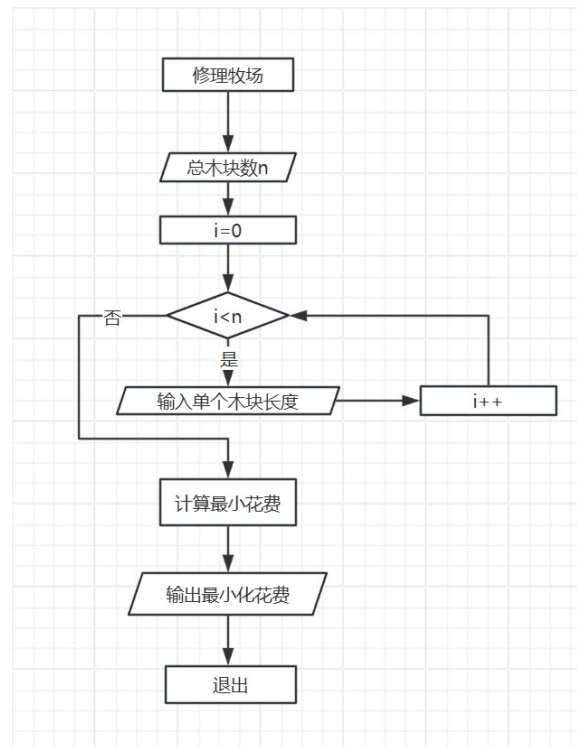 修理牧场
总木块数n
i=0
i<n
否
是
输入单个木块长度
i++
计算最小花费
输出最小化花费
退出